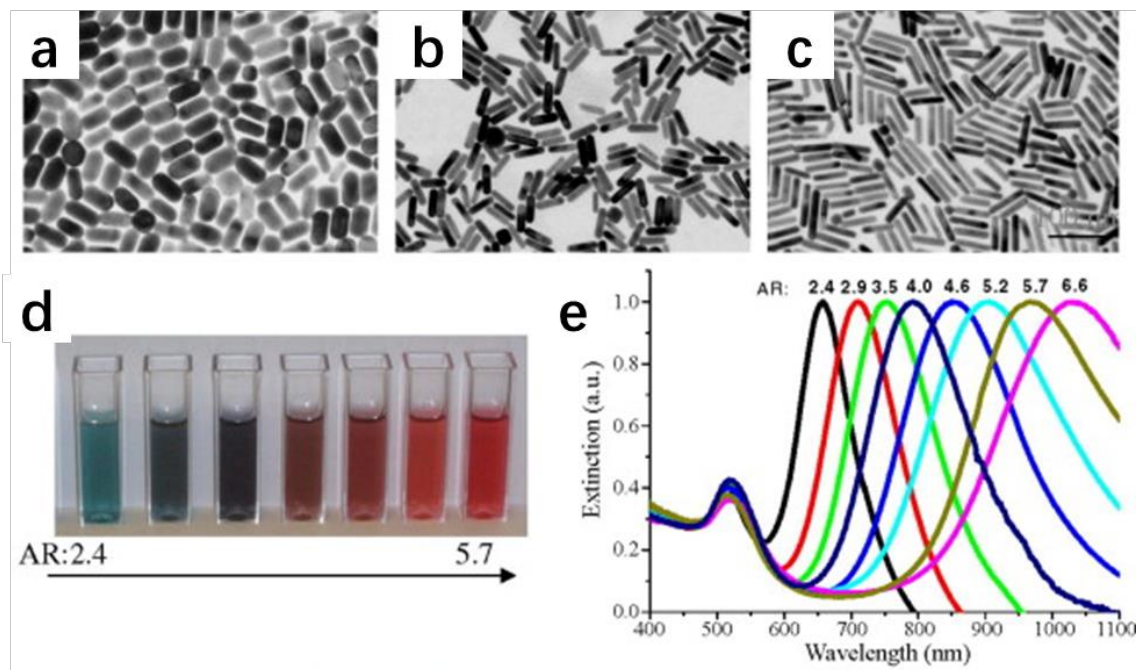 a
b
c
d
AR:2.4
5.7
e
AR: 2.4 2.9 3.5 4.0 4.6 5.2 5.7 6.6
Extinction (a.u.)
1.0
0.8
0.6
0.4
0.2
0.0
400 500 600 700 800 900 1000 1100
Wavelength (nm)